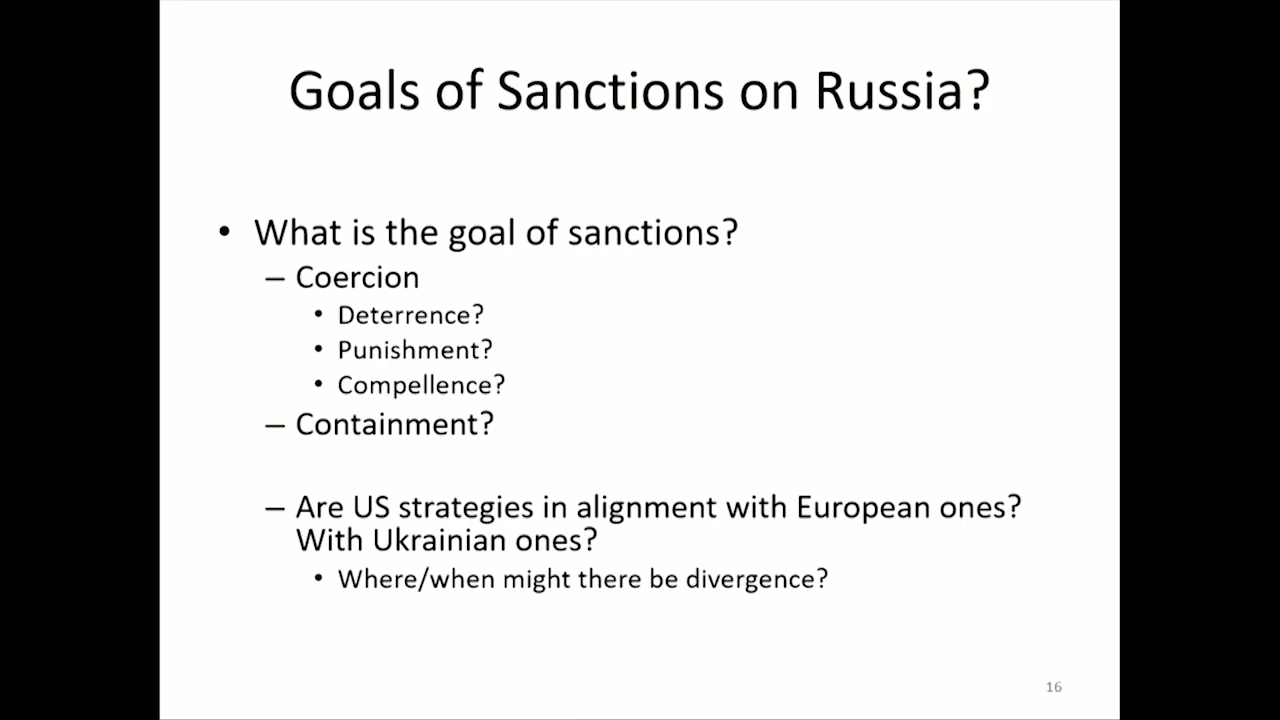 Goals of Sanctions on Russia?
• What is the goal of sanctions?
– Coercion
• Deterrence?
• Punishment?
• Compellence?
– Containment?
– Are US strategies in alignment with European ones?
With Ukrainian ones?
• Where/when might there be divergence?
16